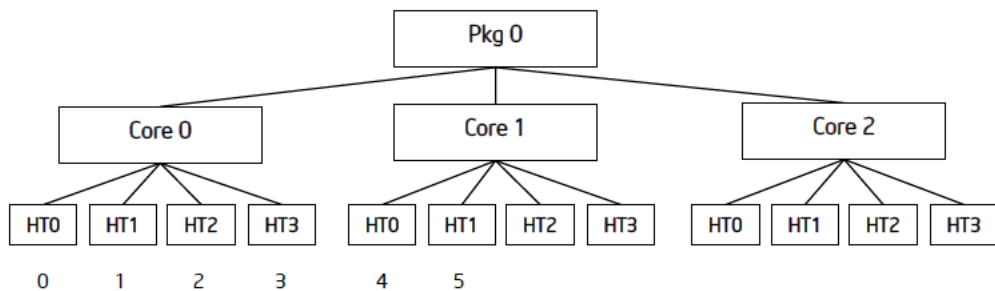 Pkg 0
Core 0 Core 1 Core 2
HT0 HT1 HT2 HT3 HT0 HT1 HT2 HT3 HT0 HT1 HT2 HT3
0 1 2 3 4 5